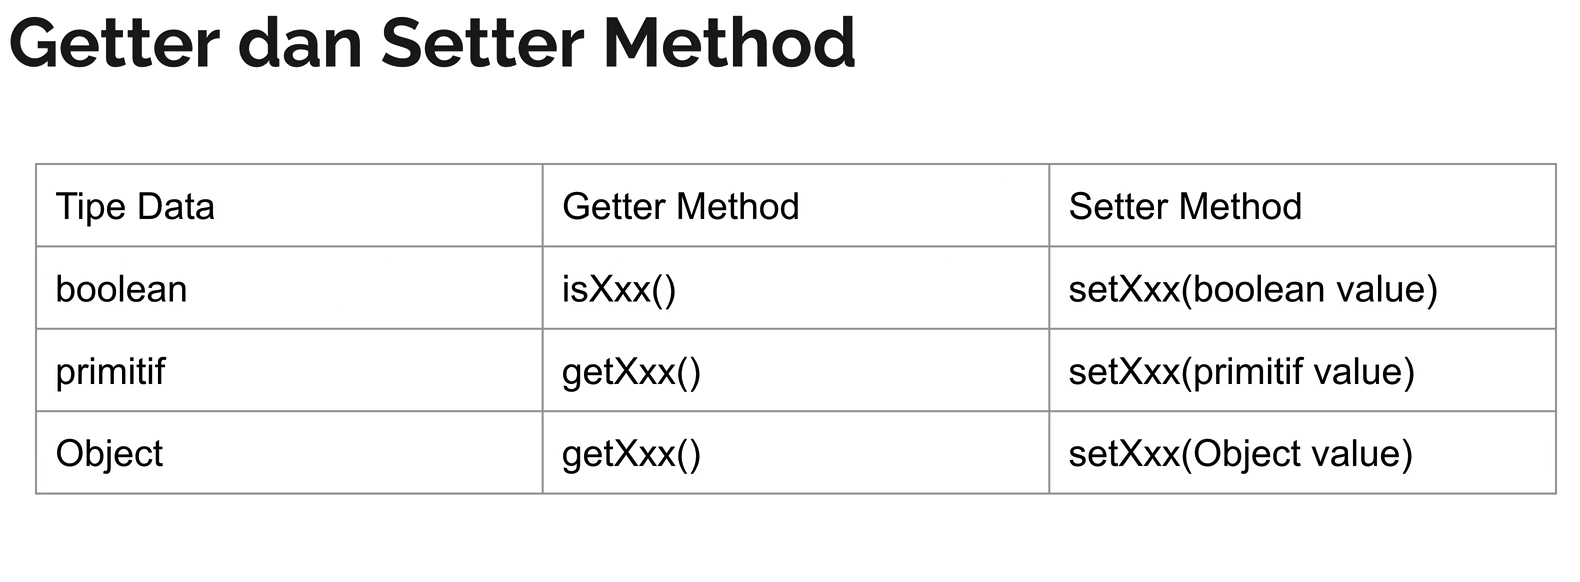 Getter dan Setter Method
Tipe Data Getter Method Setter Method
boolean isXxx() setXxx(boolean value)
primitif getXxx() setXxx(primitif value)
Object getXxx() setXxx(Object value)